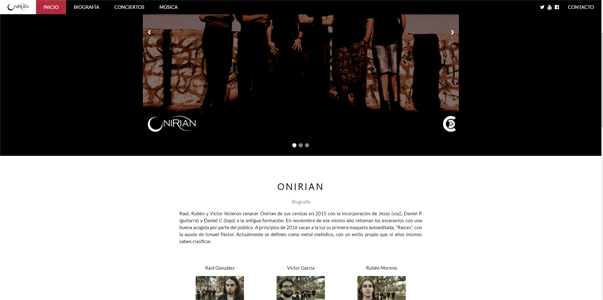 ONIRIAN INICIO BIOGRAFÍA CONCIERTOS MÚSICA CONTACTO
ONIRIAN
ONIRIAN
Biografía
Raúl, Rubén y Víctor hicieron renacer Onirian de sus cenizas en 2015 con la incorporación de Jesús (voz), Daniel P
(guitarra) y Daniel C (bajo) a la antigua formación. En noviembre de ese mismo año retoman los escenarios con una
buena acogida por parte del público. A principios de 2016 sacan a la luz su primera maqueta autoeditada, "Raíces", con
la ayuda de Ismael Pastor. Actualmente se definen como metal melódico, con un estilo propio que ni ellos mismos
saben clasificar.
Raúl González Víctor García Rubén Moreno